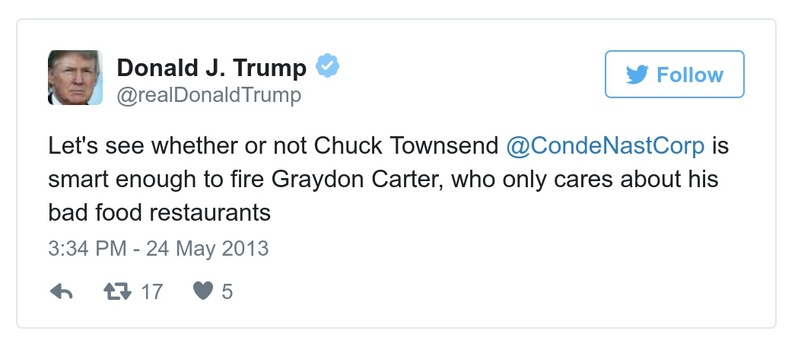 Donald J. Trump
@realDonaldTrump
Follow
Let's see whether or not Chuck Townsend @CondeNastCorp is
smart enough to fire Graydon Carter, who only cares about his
bad food restaurants
3:34 PM - 24 May 2013
17 5